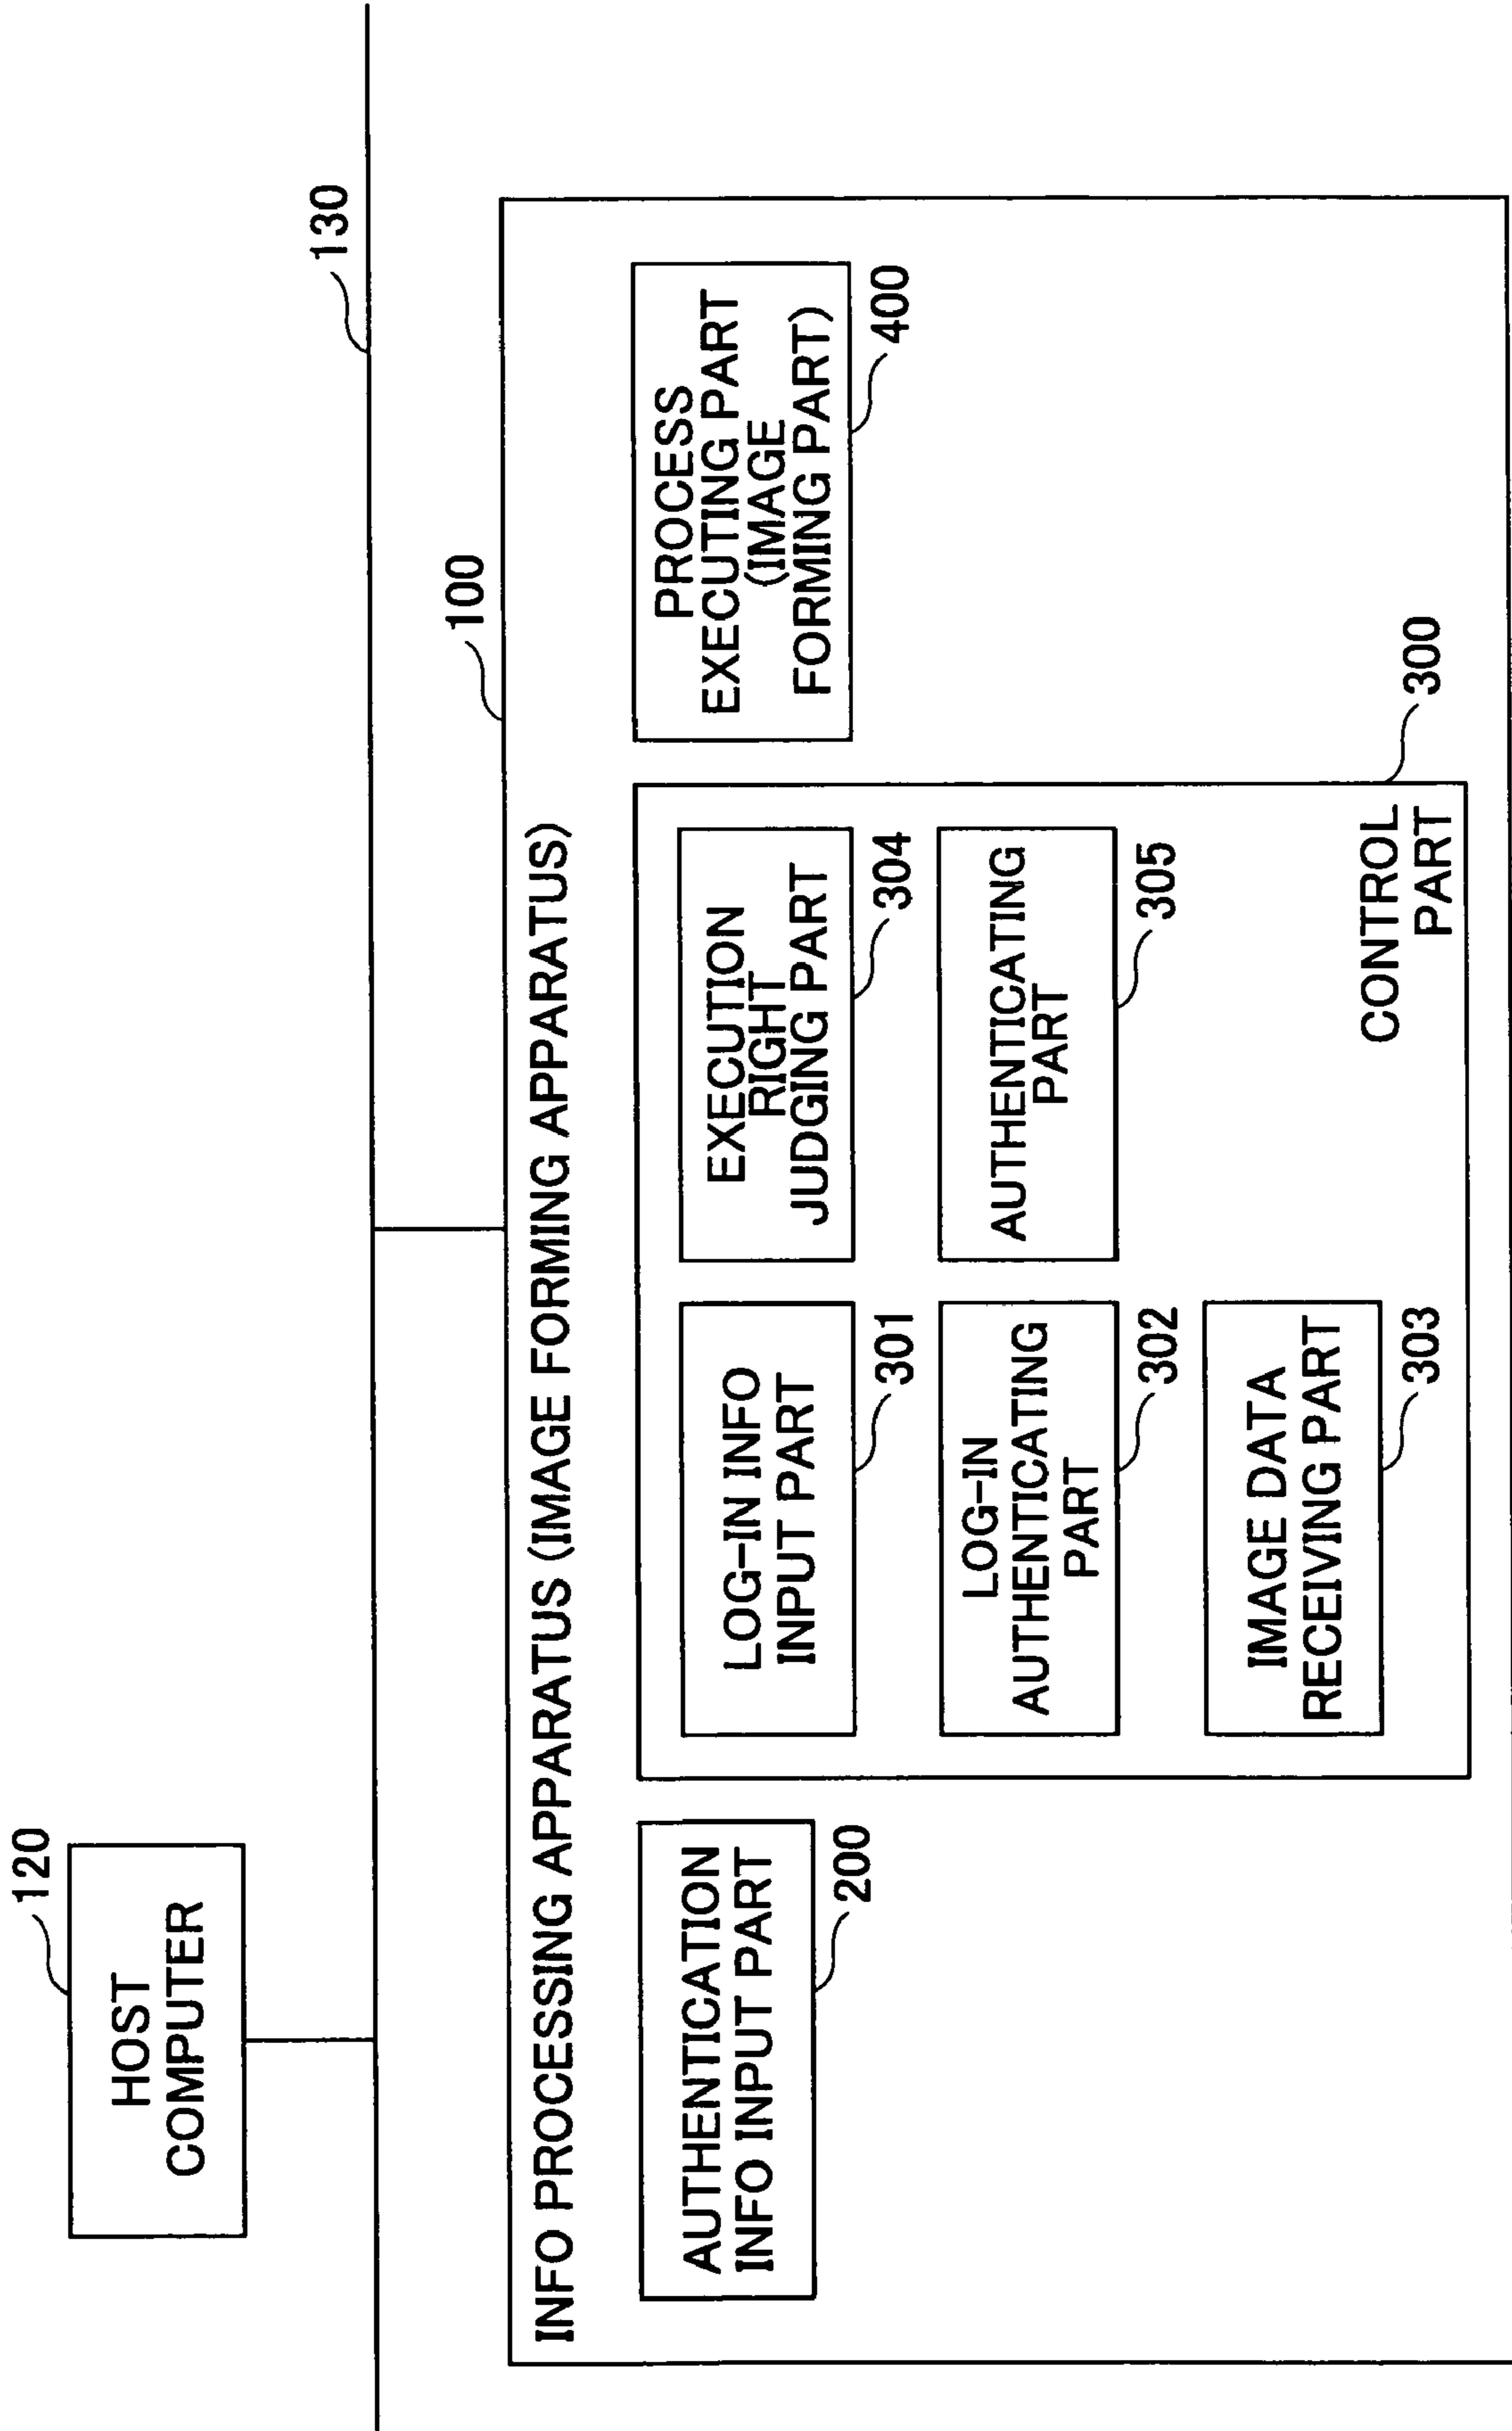 120
HOST
COMPUTER
130
100
INFO PROCESSING APPARATUS (IMAGE FORMING APPARATUS)
AUTHENTICATION
INFO INPUT PART
200
LOG-IN INFO
INPUT PART
301
LOG-IN
AUTHENTICATING
PART
302
IMAGE DATA
RECEIVING PART
303
EXECUTION
RIGHT
JUDGING PART
304
AUTHENTICATING
PART
305
CONTROL
PART
300
PROCESS
EXECUTING PART
(IMAGE
FORMING PART)
400